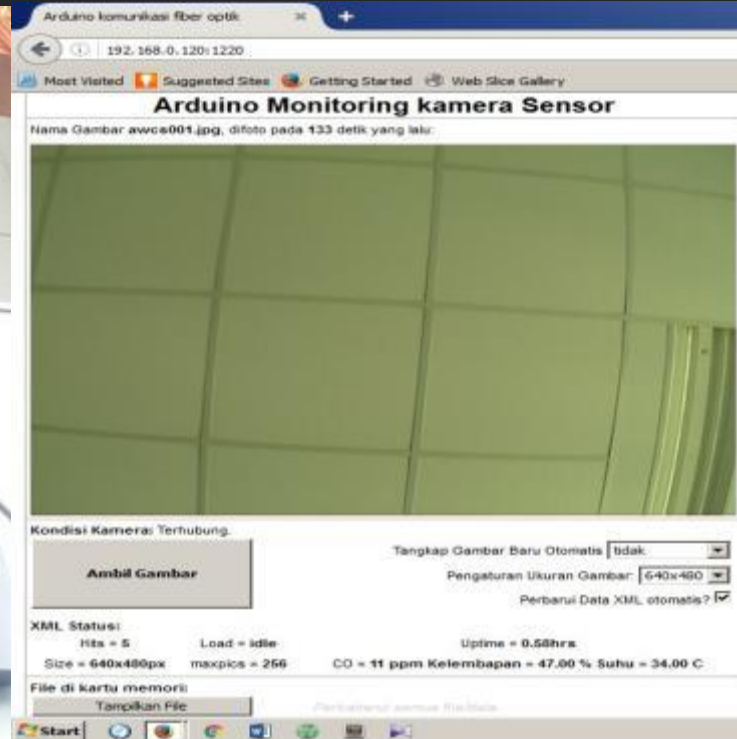 Arduino komunikasi fiber optik
192.168.0.120:1220
Most Visited Suggested Sites Getting Started Web Slice Gallery
Arduino Monitoring kamera Sensor
Nama Gambar awcs001.jpg, difoto pada 133 detik yang lalu:
Kondisi Kamera: Terhubung.
Ambil Gambar
Tangkap Gambar Baru Otomatis tidak
Pengaturan Ukuran Gambar: 640x480
Perbarui Data XML otomatis?
XML Status:
Hits = 5 Load = idle Uptime = 0.58hrs
Size = 640x480px maxpics = 256 CO = 11 ppm Kelembapan = 47.00 % Suhu = 34.00 C
File di kartu memori:
Tampilkan File
Start